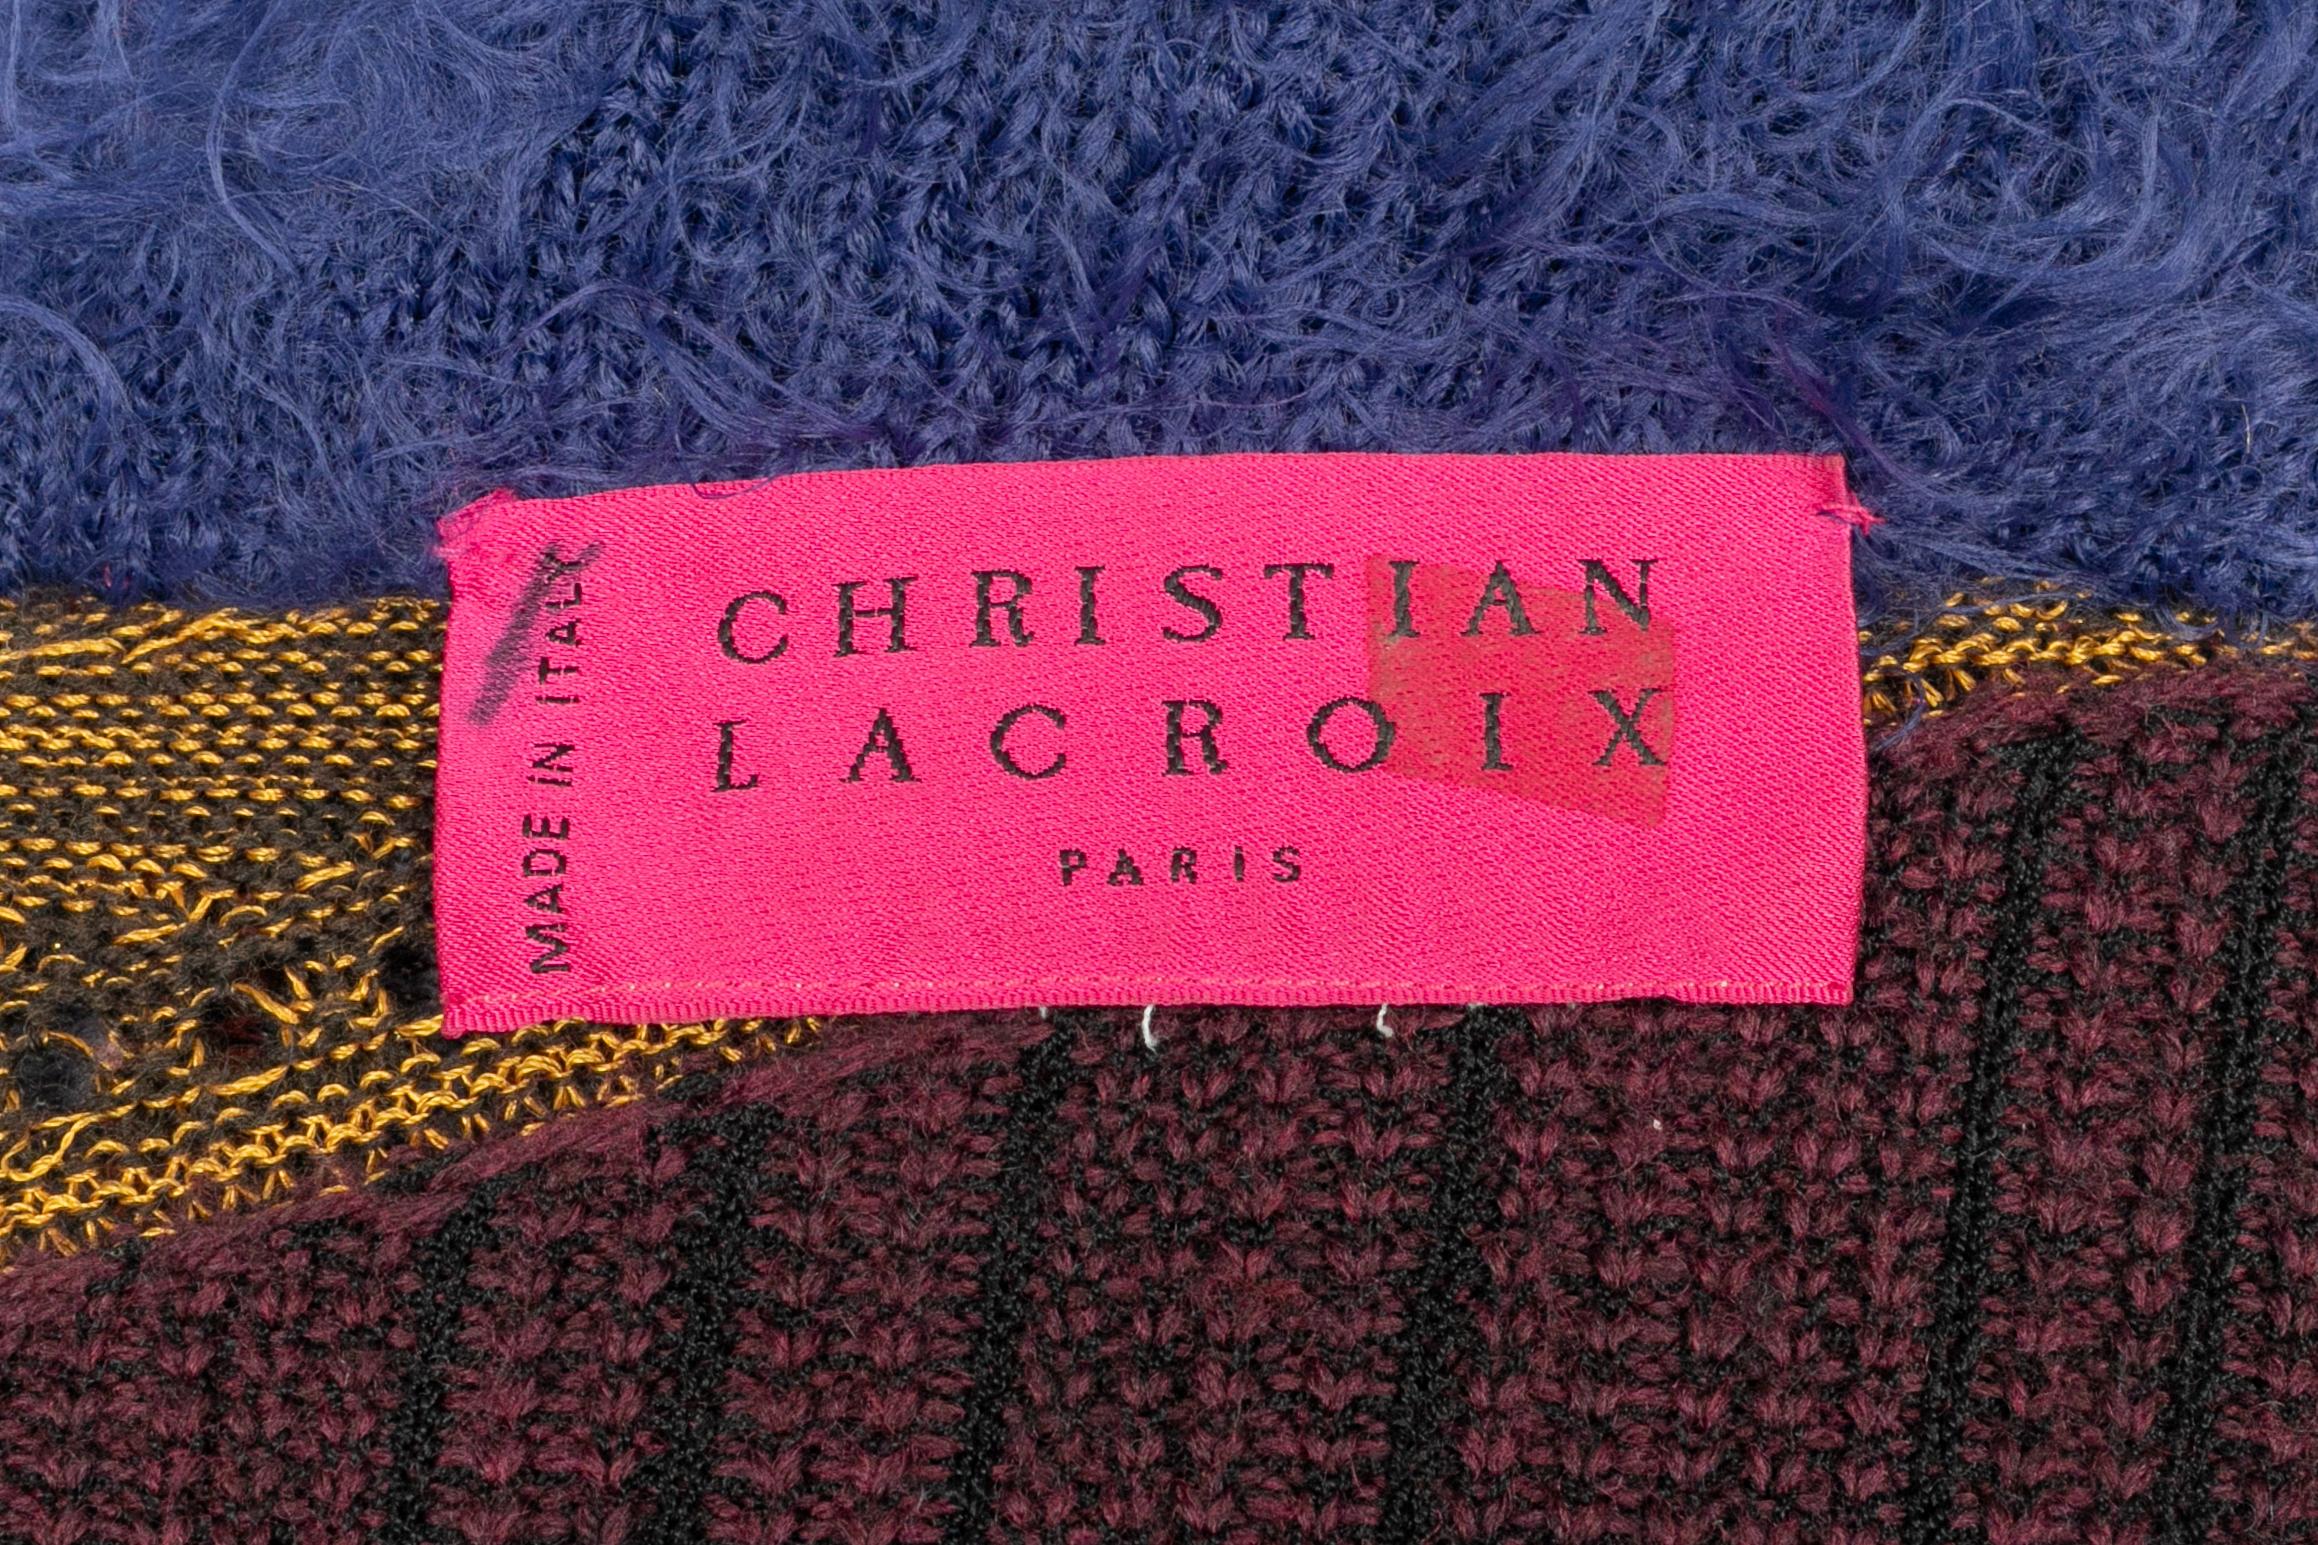 CHRISTIAN
LACROIX
PARIS
MADE IN ITALY